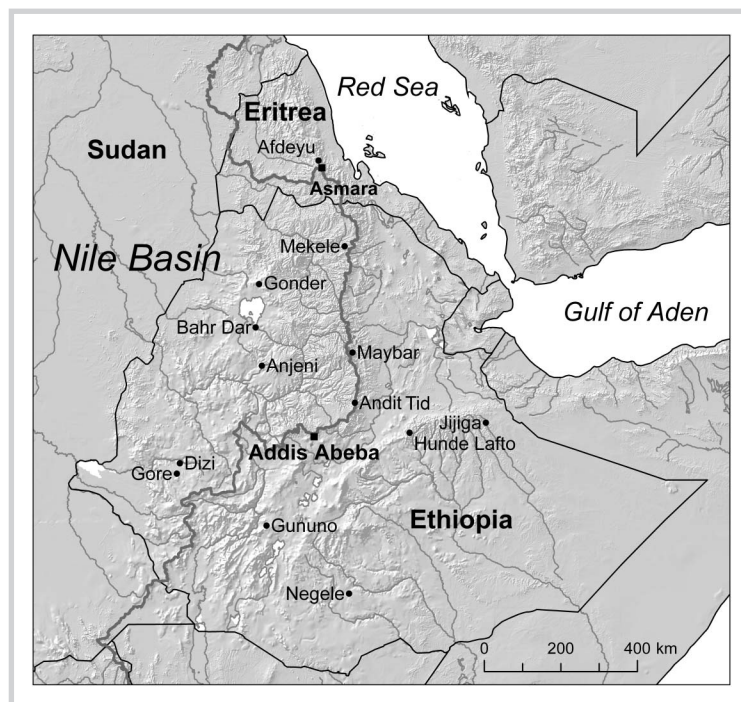 Red Sea
Eritrea
Afdeyu
Sudan
Asmara
Nile Basin
Mekele
Gonder
Gulf of Aden
Bahr Dar
Maybar
Anjeni
Andit Tid
Jijiga
Hunde Lafto
Addis Abeba
Dizi
Gore
Ethiopia
Gununo
Negele
0 200 400 km